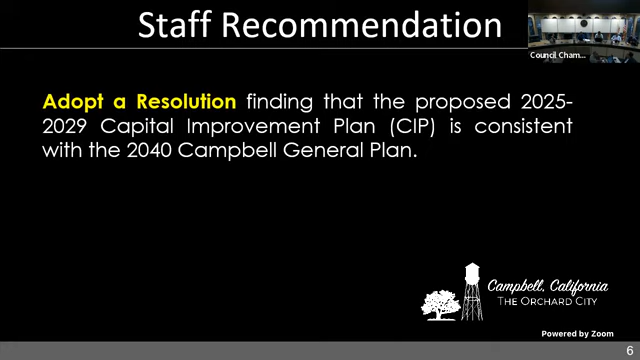 Staff Recommendation
Council Cham...
Adopt a Resolution finding that the proposed 2025-
2029 Capital Improvement Plan (CIP) is consistent
with the 2040 Campbell General Plan.
Campbell, California
THE ORCHARD CITY
Powered by Zoom
6